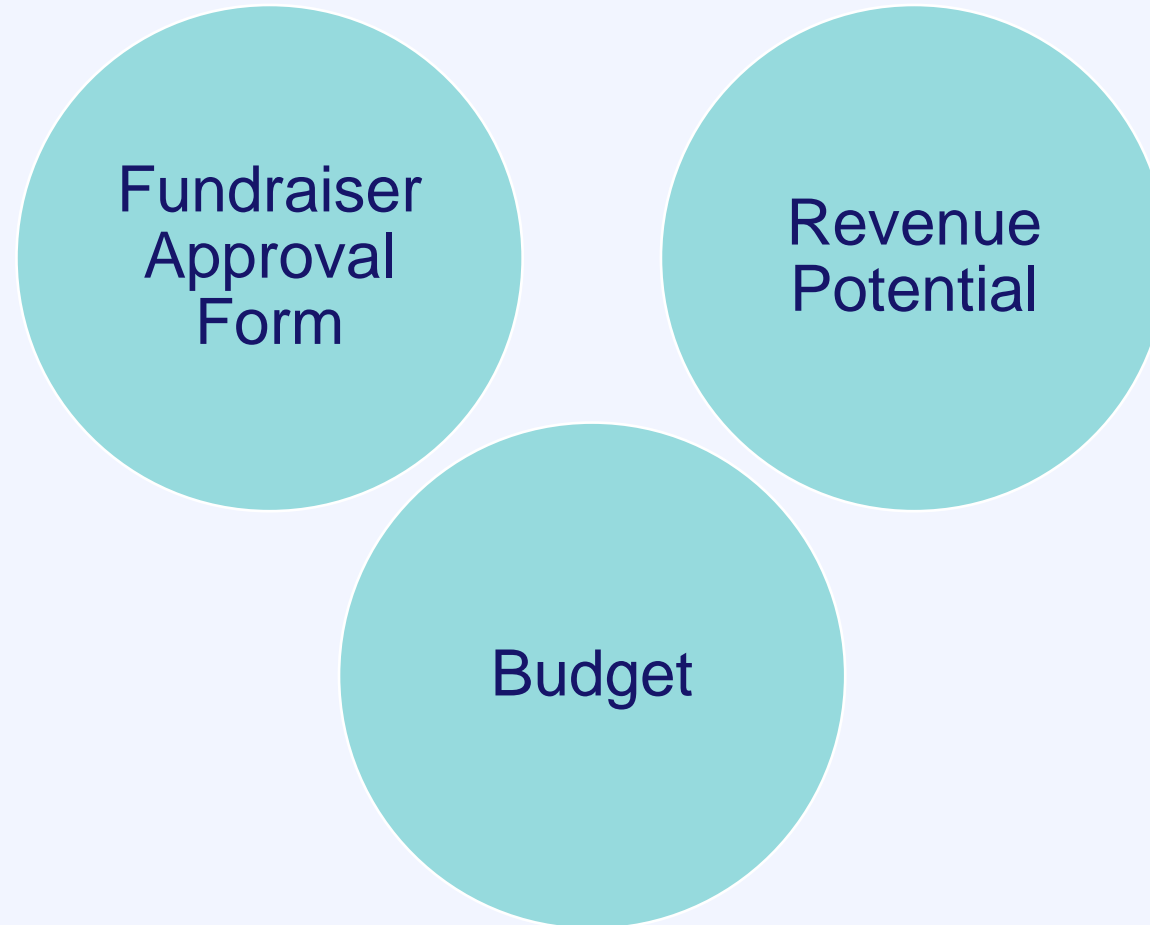 Fundraiser
Approval
Form
Revenue
Potential
Budget